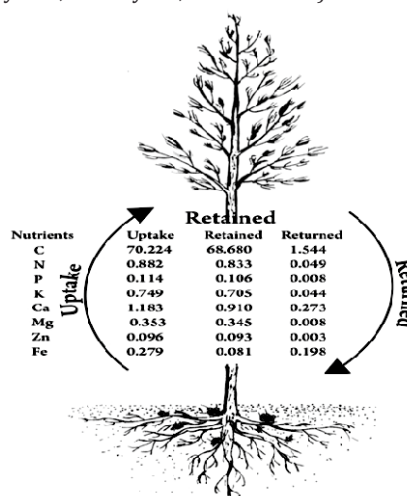 Retained
Nutrients Uptake Retained Returned
C 70.224 68.680 1.544
N 0.882 0.833 0.049
P 0.114 0.106 0.008
K 0.749 0.705 0.044
Ca 1.183 0.910 0.273
Mg 0.353 0.345 0.008
Zn 0.096 0.093 0.003
Fe 0.279 0.081 0.198
Uptake